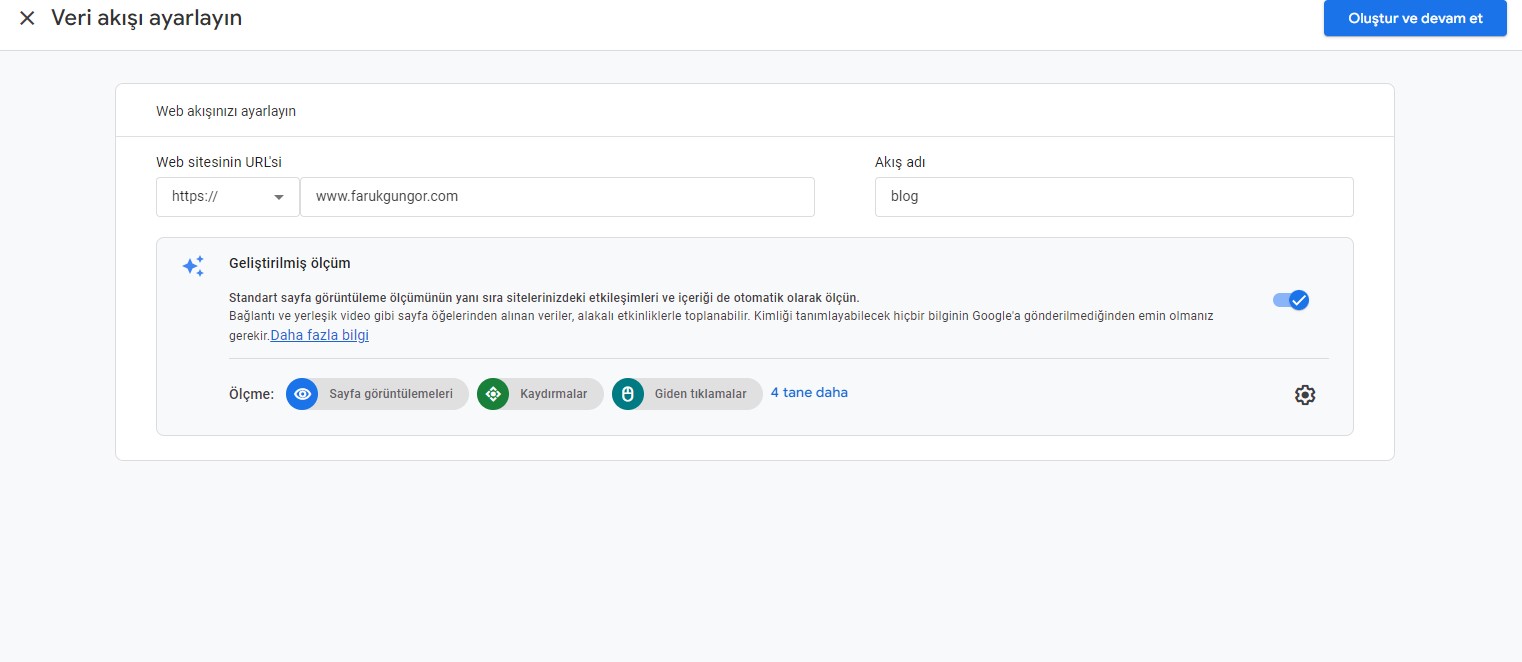 Veri akışı ayarlayın
Oluştur ve devam et
Web akışınızı ayarlayın
Web sitesinin URL'si
Akış adı
https://
www.farukgungor.com
blog
Geliştirilmiş ölçüm
Standart sayfa görüntüleme ölçümünün yanı sıra sitelerinizdeki etkileşimleri ve içeriği de otomatik olarak ölçün.
Bağlantı ve yerleşik video gibi sayfa öğelerinden alınan veriler, alakalı etkinliklerle toplanabilir. Kimliği tanımlayabilecek hiçbir bilginin Google'a gönderilmediğinden emin olmanız
gerekir.Daha fazla bilgi
Ölçme: Sayfa görüntülemeleri Kaydırmalar Giden tıklamalar 4 tane daha